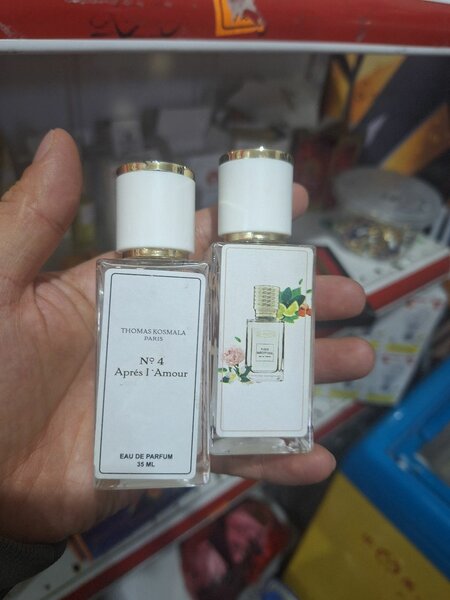 THOMAS KOSMALA
PARIS
Nº 4
Aprés I ' Amour
EAU DE PARFUM
35 ML